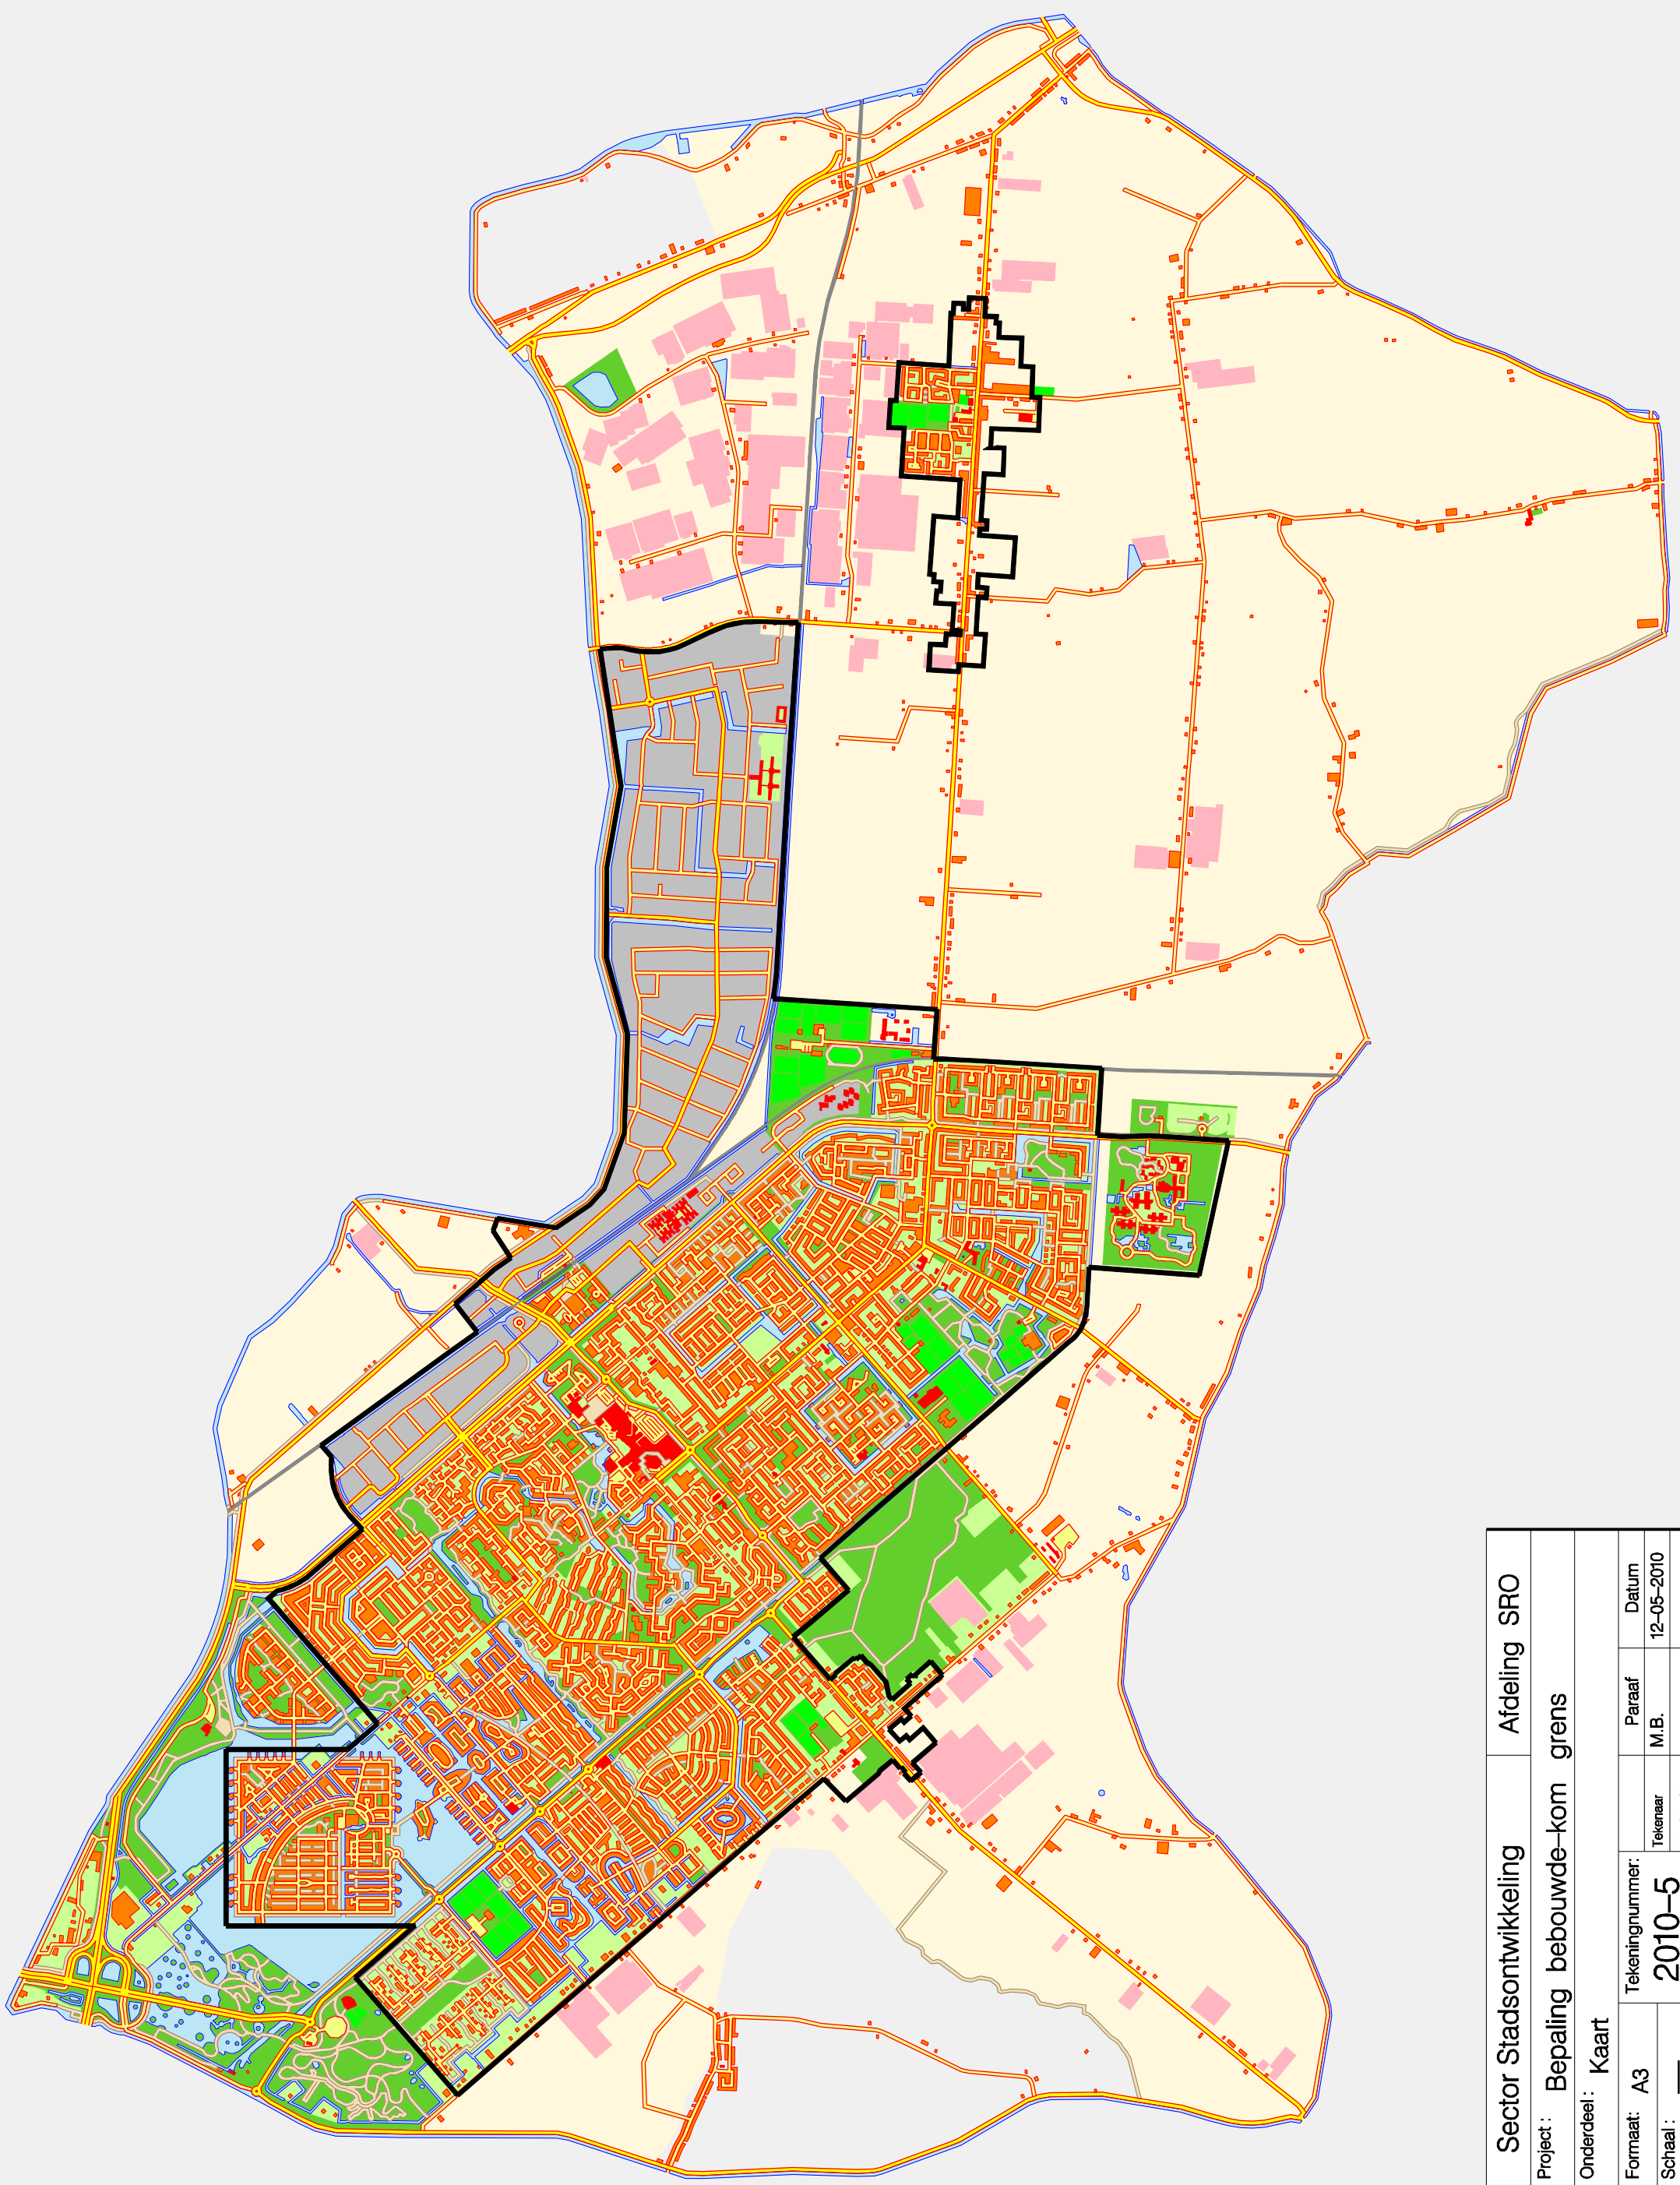 Sector Stadsontwikkeling Afdeling SRO
Project : Bepaling bebouwde–kom grens
Onderdeel : Kaart
Formaat: A3 Tekeningnummer: Paraaf Datum
Schaal : 2010–5 Tekenaar M.B. 12–05–2010